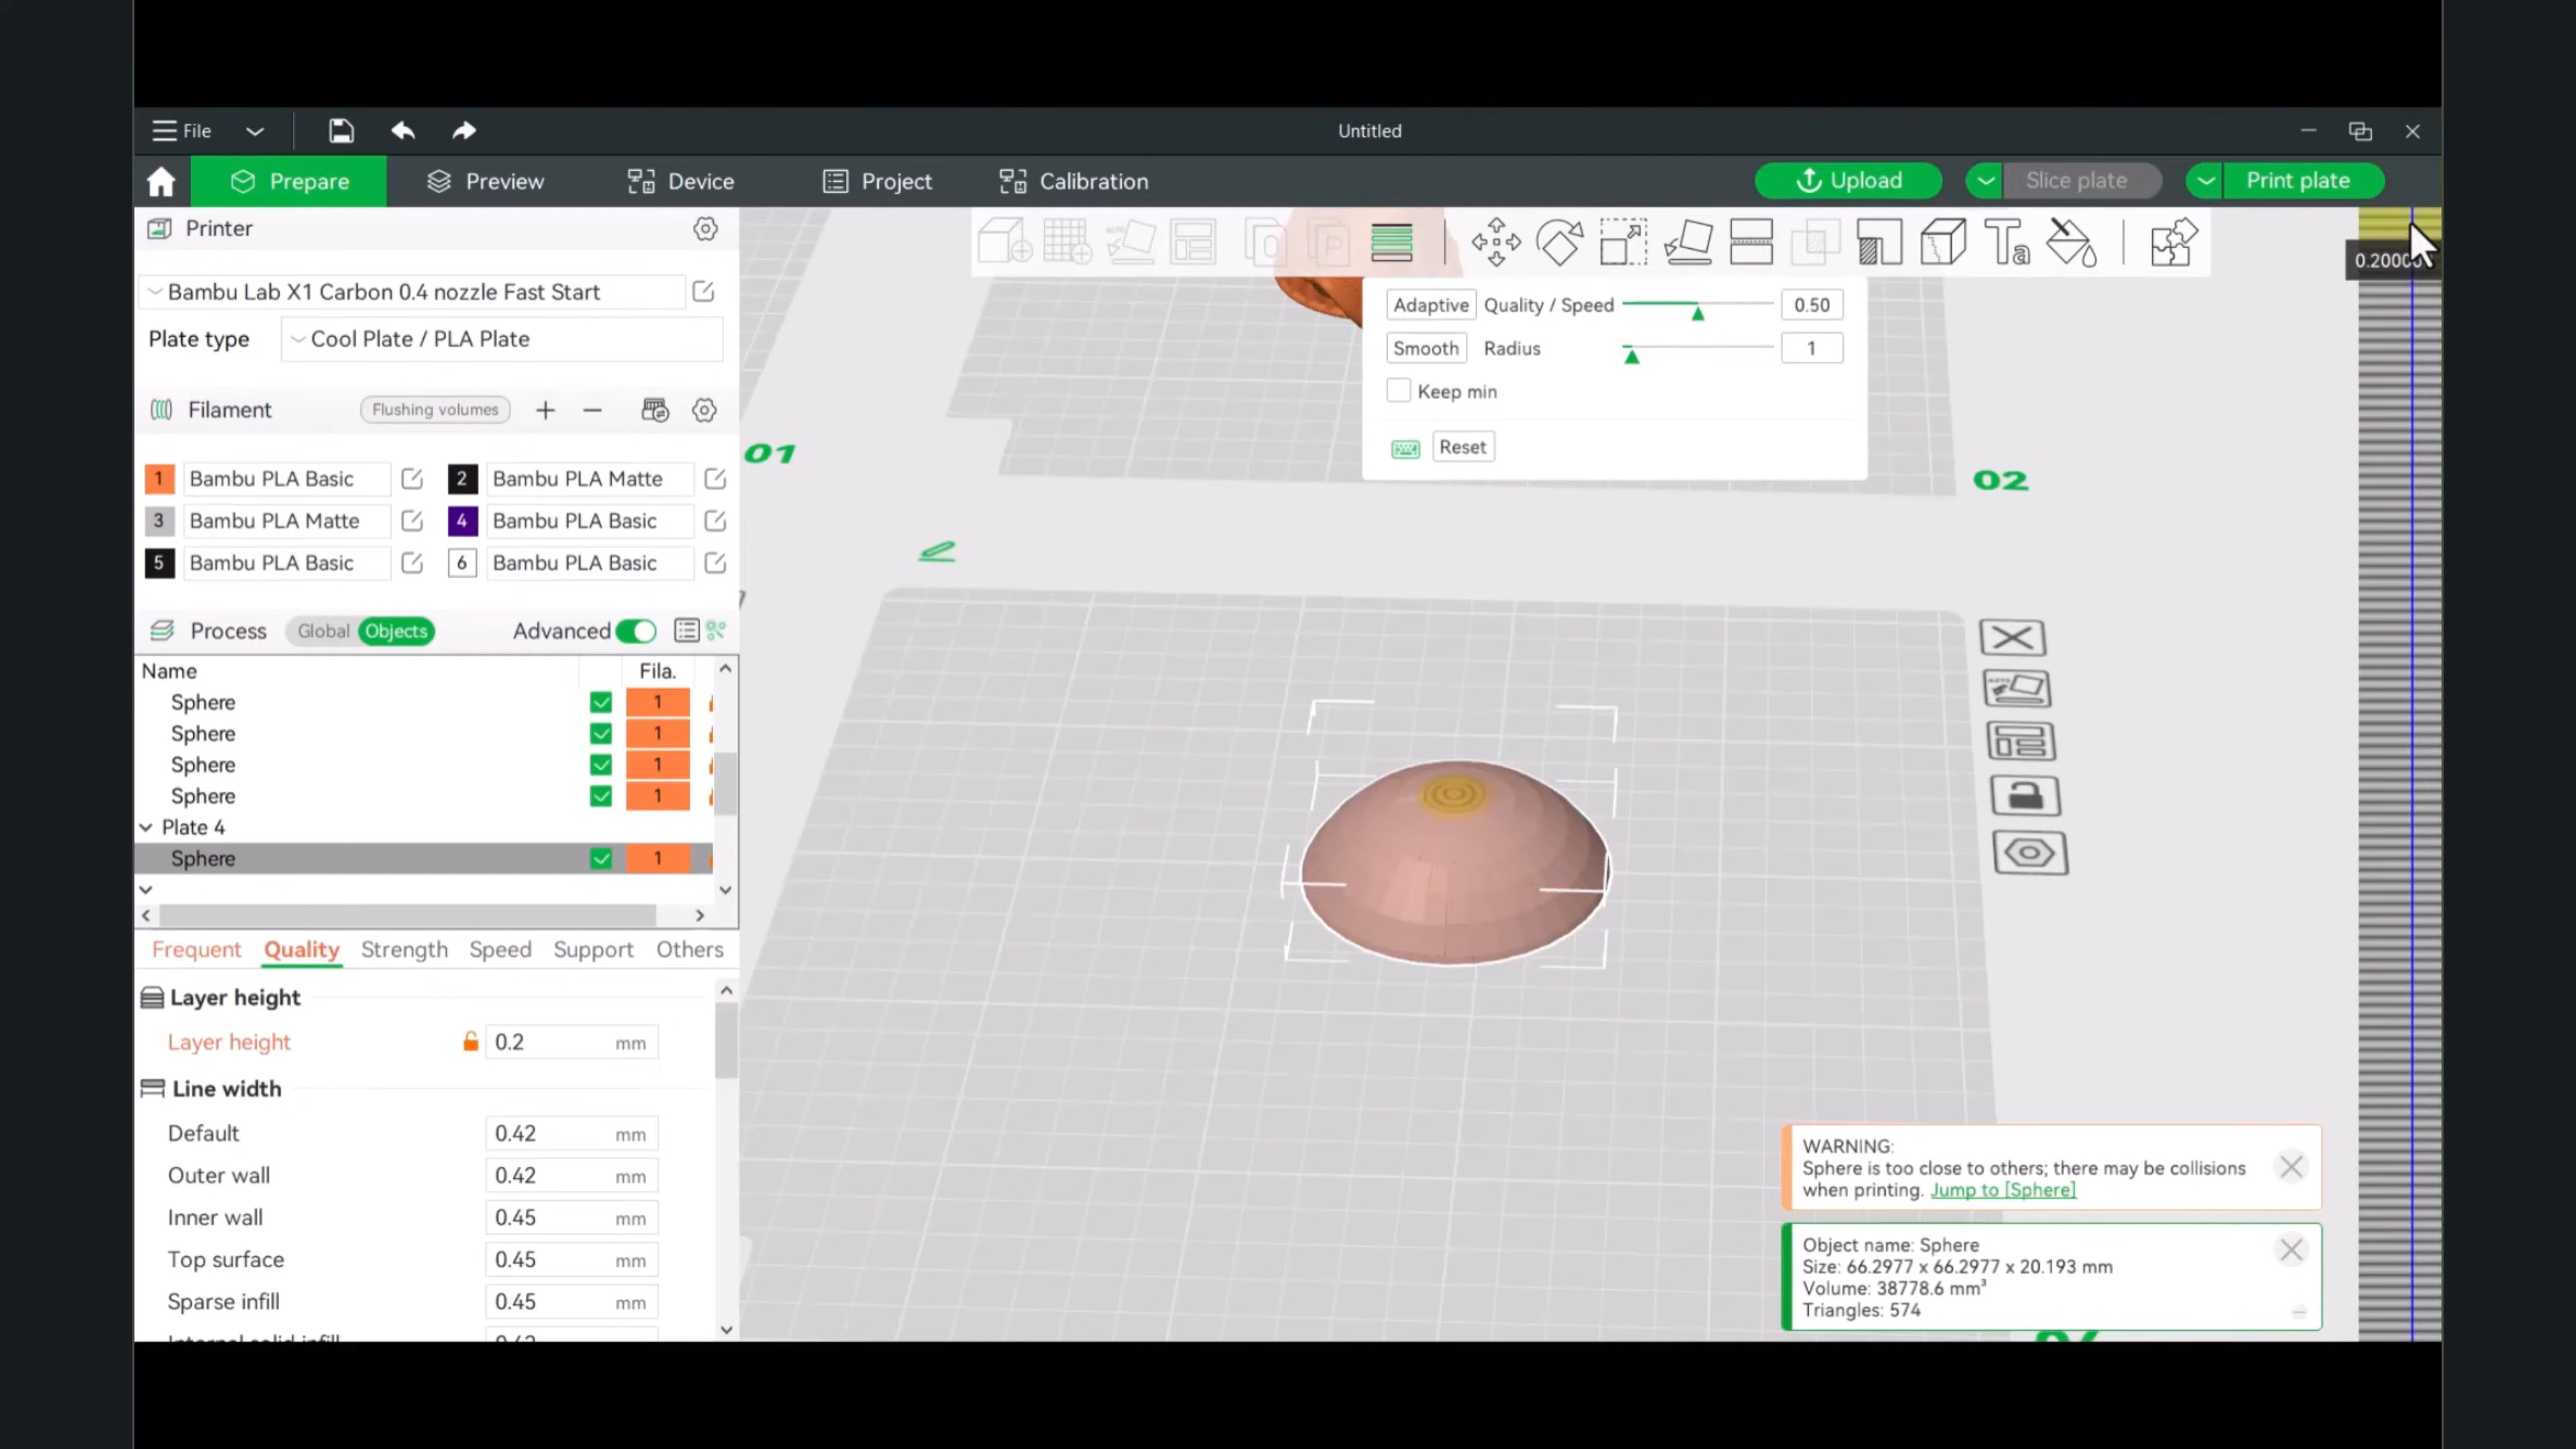 File
Untitled
Prepare
Preview
Device
Project
Calibration
Upload
Slice plate
Print plate
Printer
Bambu Lab X1 Carbon 0.4 nozzle Fast Start
Plate type
Cool Plate / PLA Plate
Filament
Flushing volumes
1 Bambu PLA Basic
2 Bambu PLA Matte
3 Bambu PLA Matte
4 Bambu PLA Basic
5 Bambu PLA Basic
6 Bambu PLA Basic
Process
Global
Objects
Advanced
Name Fila.
Sphere 1
Sphere 1
Sphere 1
Sphere 1
Plate 4
Sphere 1
Frequent Quality Strength Speed Support Others
Layer height
Layer height 0.2 mm
Line width
Default 0.42 mm
Outer wall 0.42 mm
Inner wall 0.45 mm
Top surface 0.45 mm
Sparse infill 0.45 mm
Internal solid infill 0.42
AUTO
O
P
Ta
Adaptive Quality / Speed 0.50
Smooth Radius 1
Keep min
Reset
01
02
AUTO
WARNING:
Sphere is too close to others; there may be collisions
when printing. Jump to [Sphere]
Object name: Sphere
Size: 66.2977 x 66.2977 x 20.193 mm
Volume: 38778.6 mm³
Triangles: 574